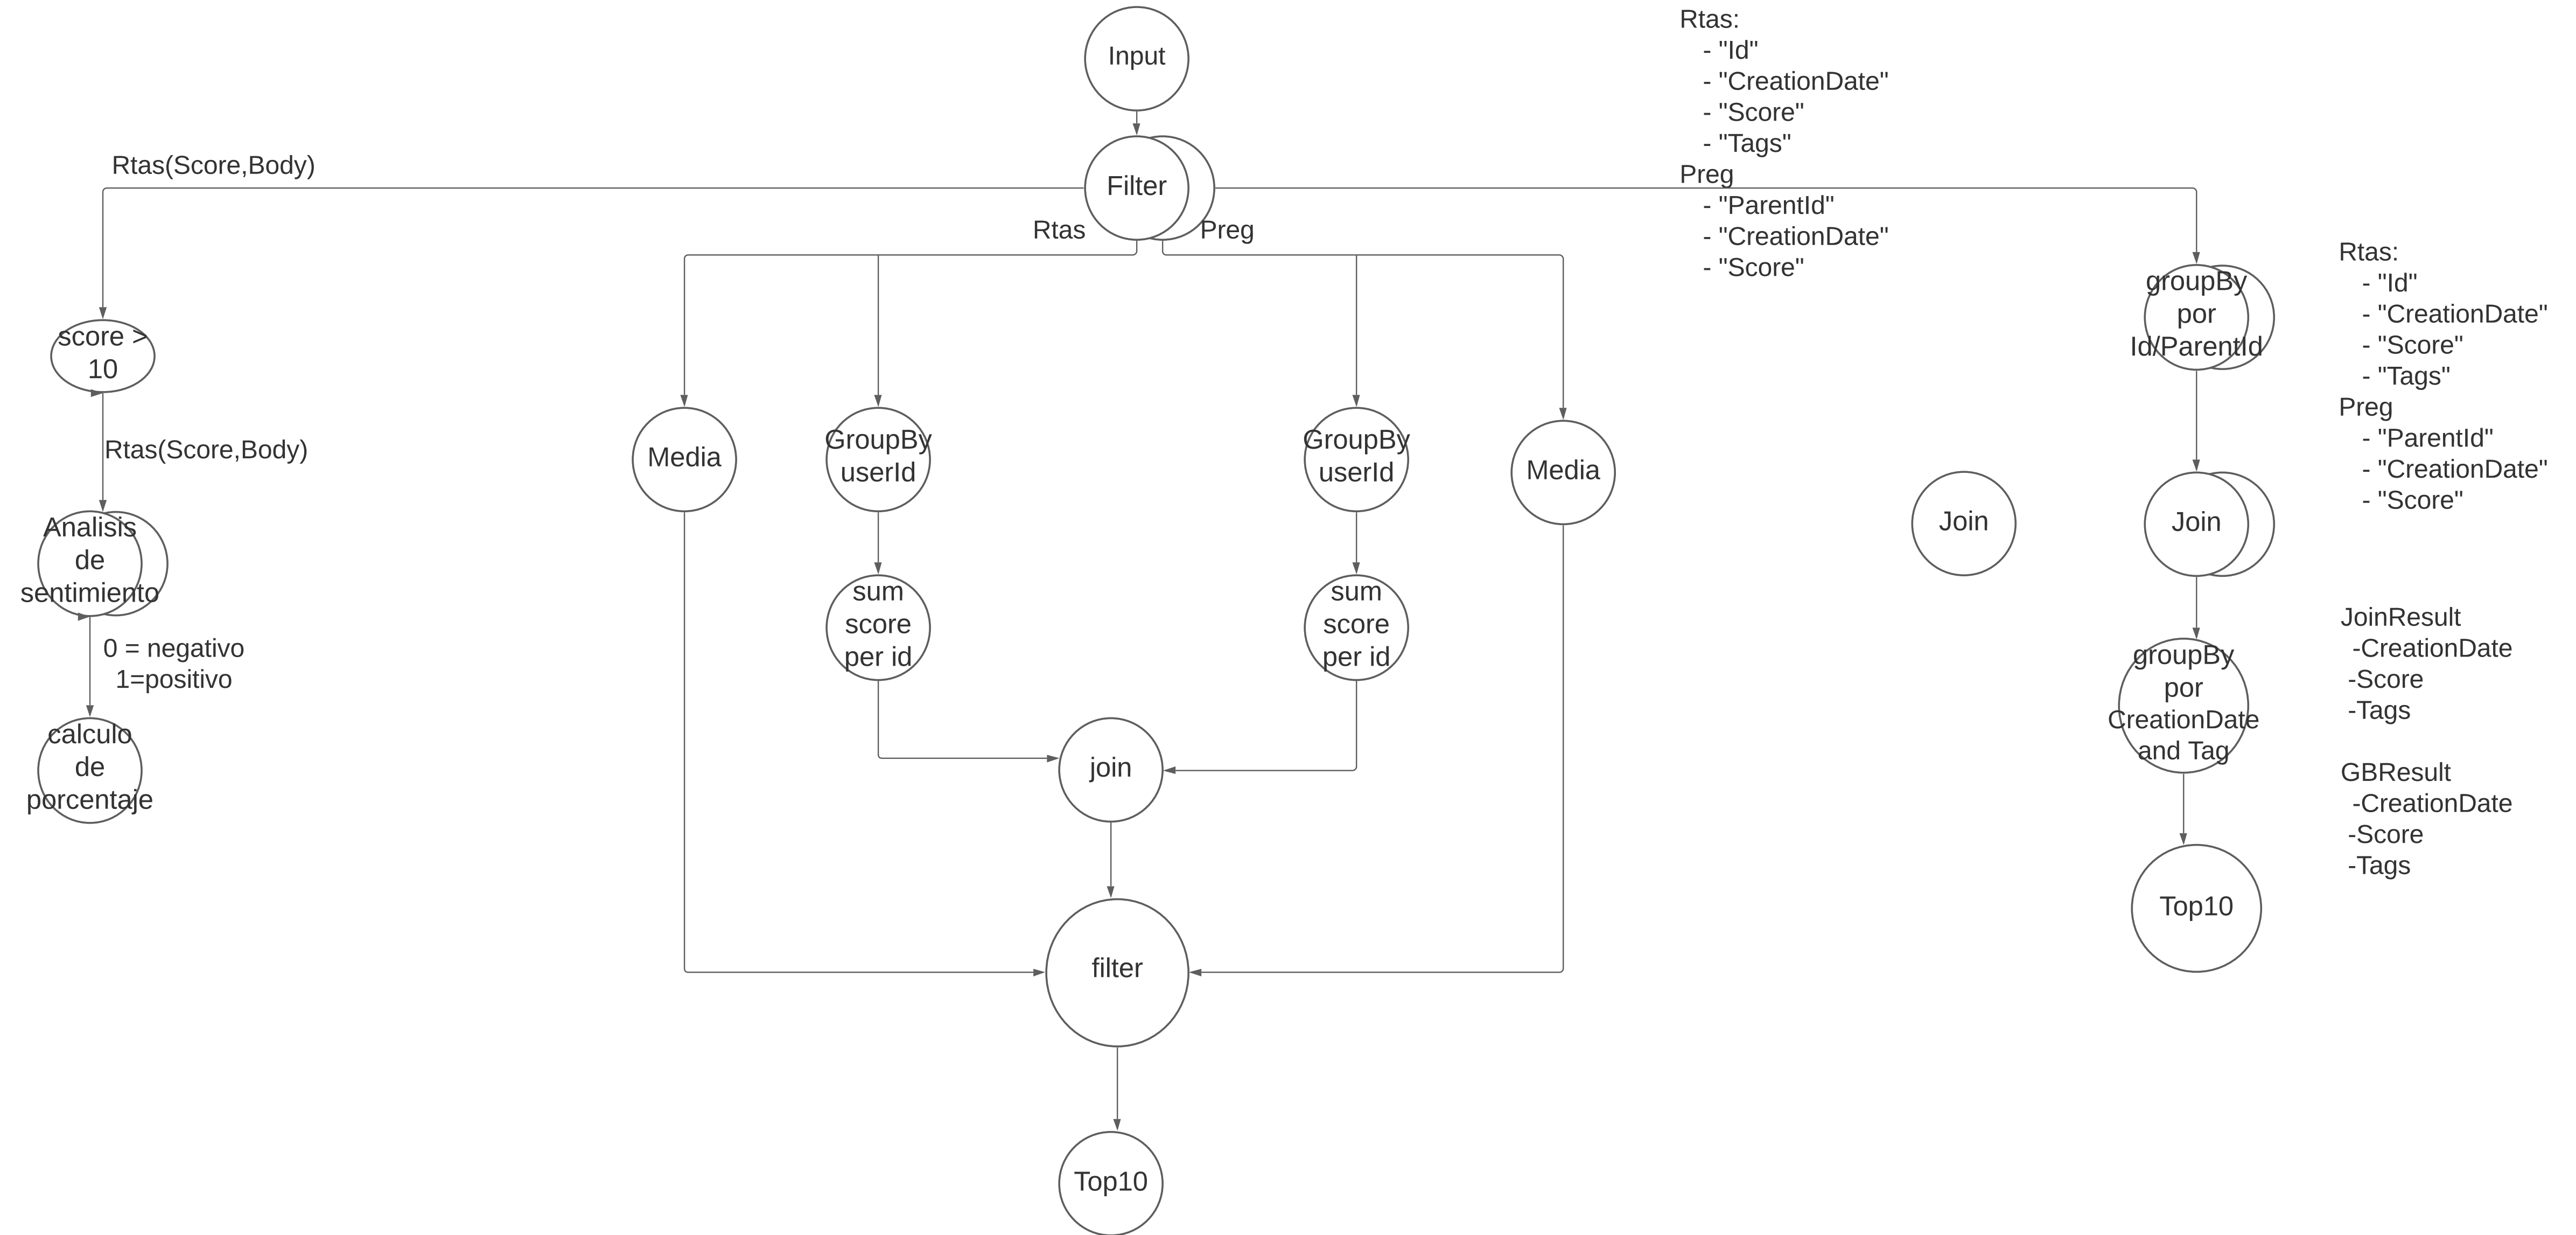 Input
Rtas:
- "Id"
- "CreationDate"
- "Score"
- "Tags"
Preg
- "ParentId"
- "CreationDate"
- "Score"
Filter
Rtas(Score,Body)
Rtas
Preg
score >
10
Rtas(Score,Body)
Analisis
de
sentimiento
0 = negativo
1=positivo
calculo
de
porcentaje
Media
GroupBy
userId
GroupBy
userId
Media
sum
score
per id
sum
score
per id
join
filter
Top10
Join
groupBy
por
Id/ParentId
Join
groupBy
por
CreationDate
and Tag
Top10
Rtas:
- "Id"
- "CreationDate"
- "Score"
- "Tags"
Preg
- "ParentId"
- "CreationDate"
- "Score"
JoinResult
-CreationDate
-Score
-Tags
GBResult
-CreationDate
-Score
-Tags